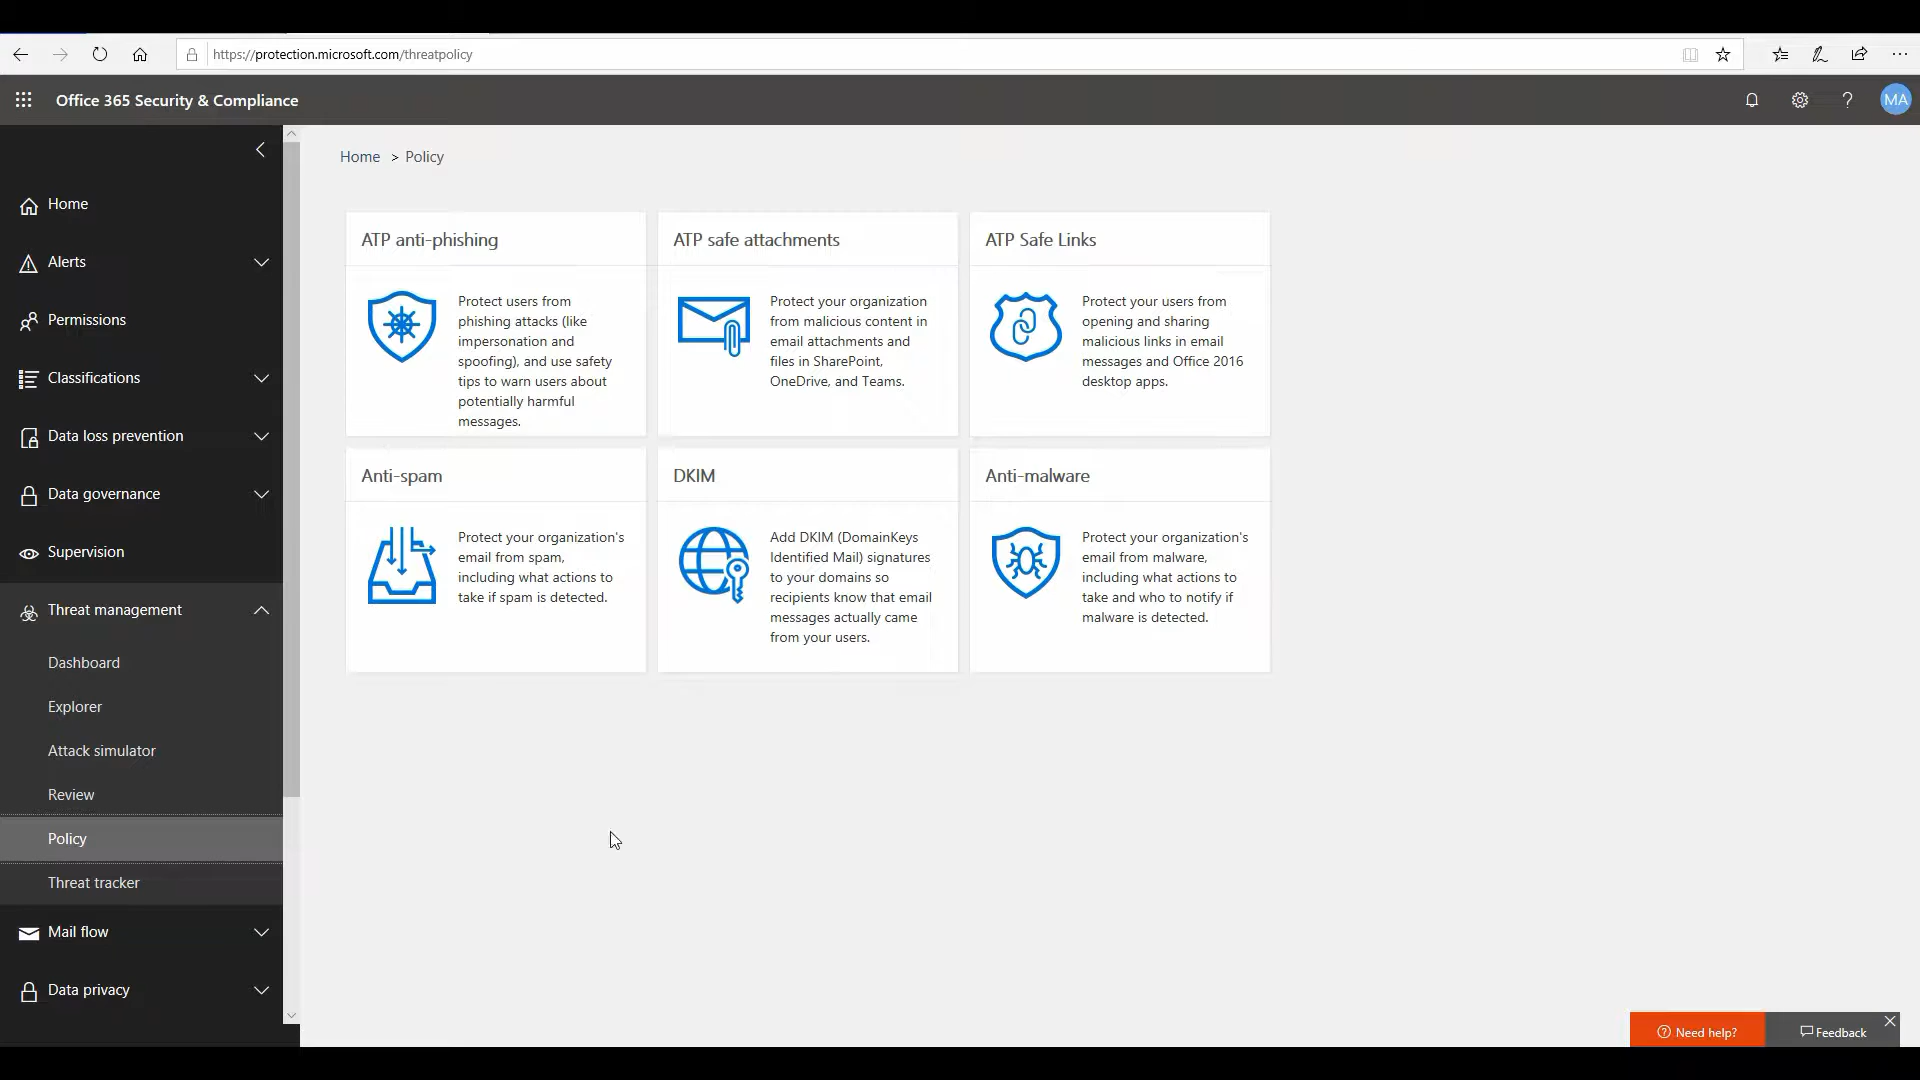 https://protection.microsoft.com/threatpolicy
Office 365 Security & Compliance
MA
Home > Policy
Home
Alerts
Permissions
Classifications
Data loss prevention
Data governance
Supervision
Threat management
Dashboard
Explorer
Attack simulator
Review
Policy
Threat tracker
Mail flow
Data privacy
ATP anti-phishing
Protect users from
phishing attacks (like
impersonation and
spoofing), and use safety
tips to warn users about
potentially harmful
messages.
ATP safe attachments
Protect your organization
from malicious content in
email attachments and
files in SharePoint,
OneDrive, and Teams.
ATP Safe Links
Protect your users from
opening and sharing
malicious links in email
messages and Office 2016
desktop apps.
Anti-spam
Protect your organization's
email from spam,
including what actions to
take if spam is detected.
DKIM
Add DKIM (DomainKeys
Identified Mail) signatures
to your domains so
recipients know that email
messages actually came
from your users.
Anti-malware
Protect your organization's
email from malware,
including what actions to
take and who to notify if
malware is detected.
Need help?
Feedback